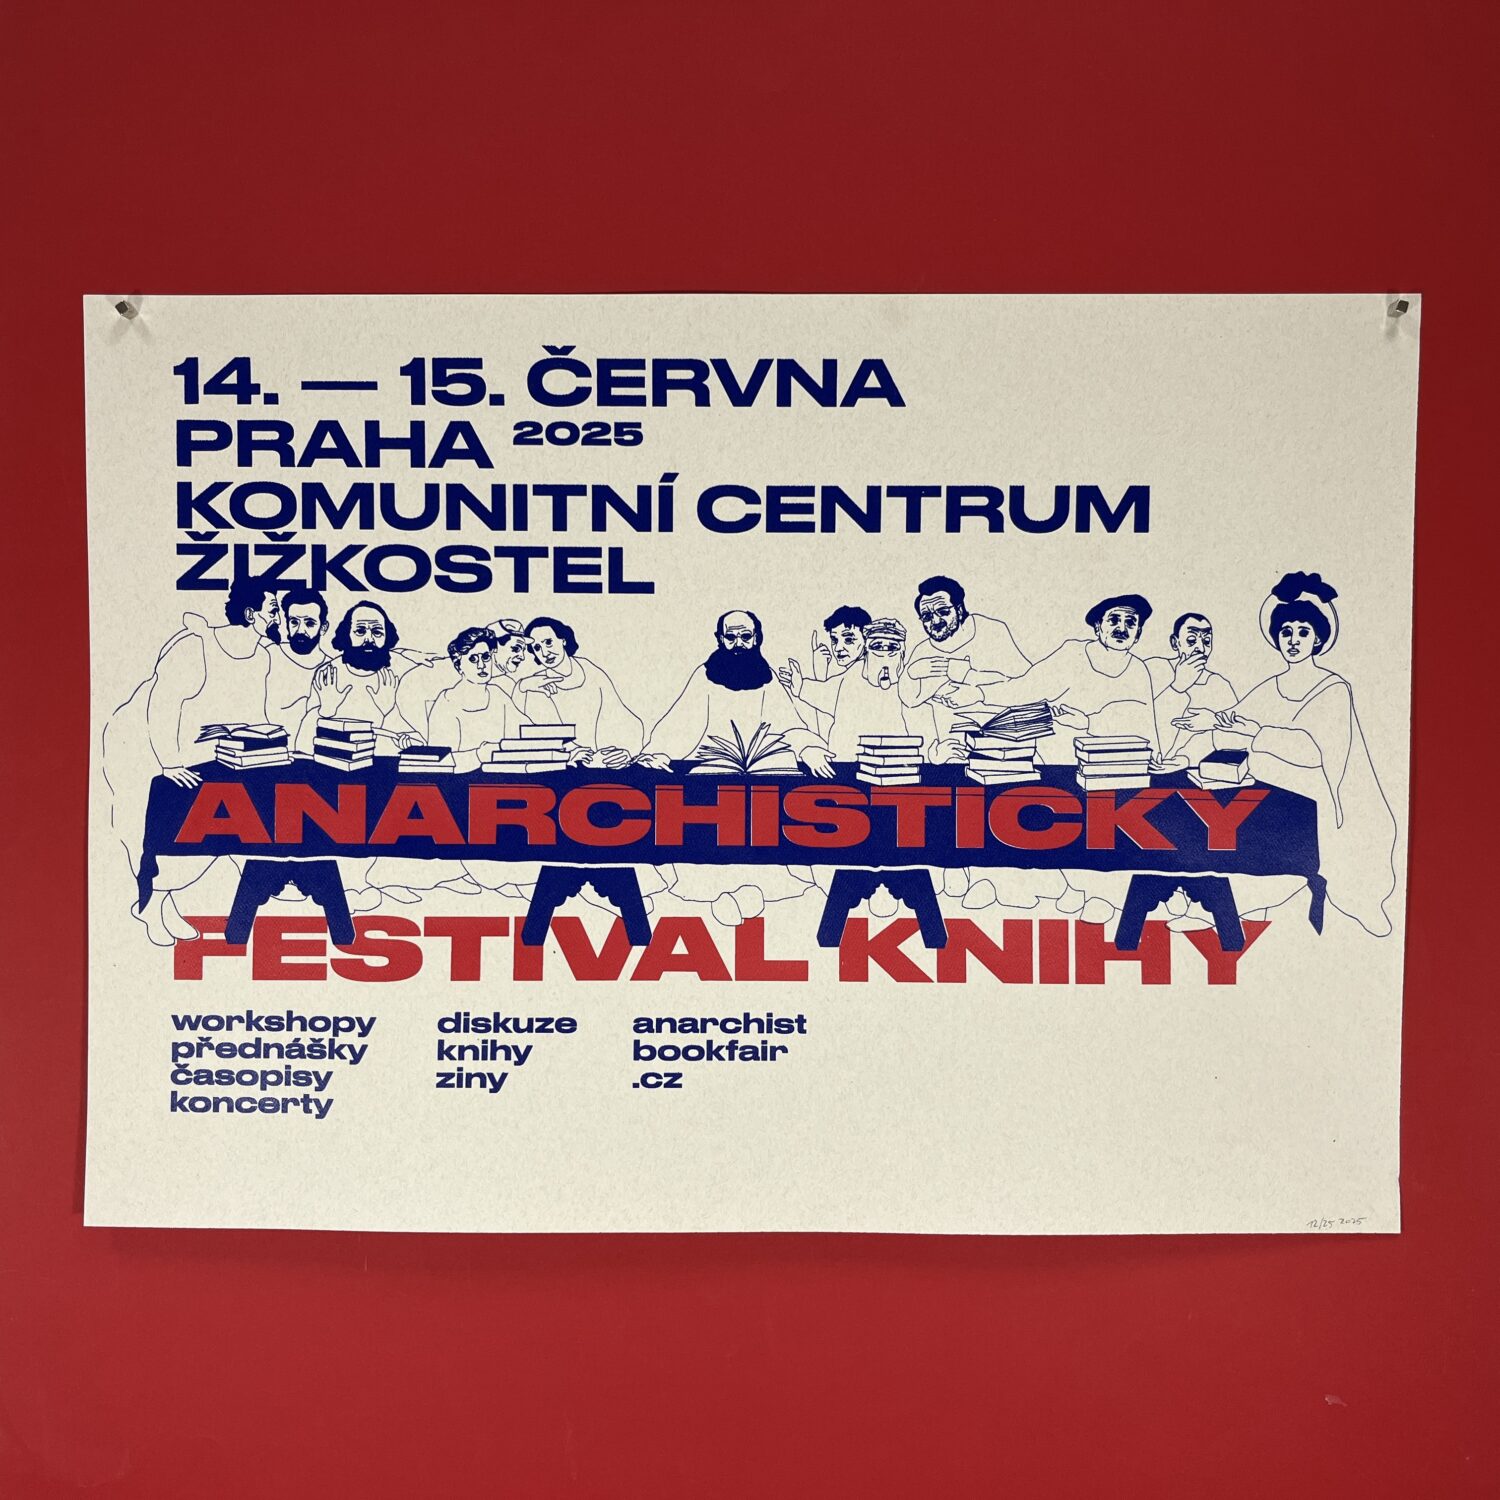 14. — 15. ČERVNA
PRAHA 2025
KOMUNITNÍ CENTRUM
ŽIŽKOSTEL
ANARCHISTICKÝ
FESTIVAL KNIHY
workshopy
přednášky
časopisy
koncerty
diskuze
knihy
ziny
anarchist
bookfair
.cz
12/25 2025